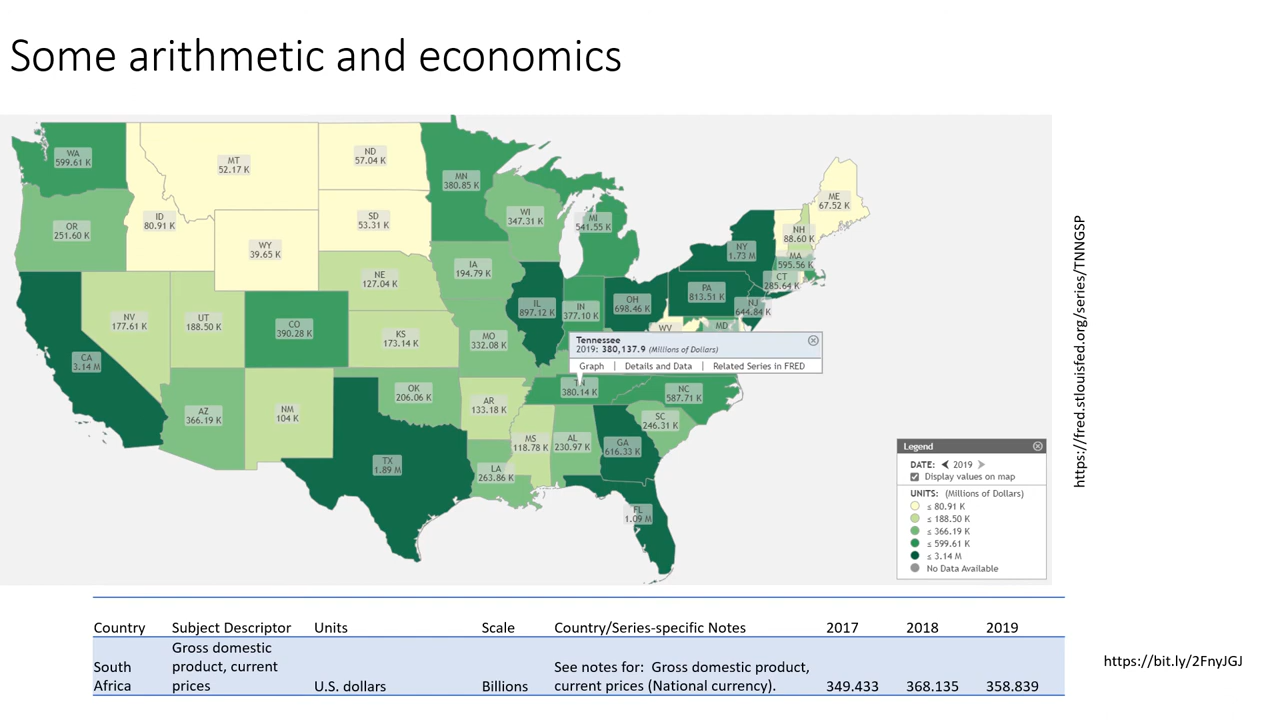 Some arithmetic and economics
WA
599.61 K
MT
52.17 K
ND
57.04 K
MN
380.85 K
OR
251.60 K
ID
80.91 K
WY
39.65 K
SD
53.31 K
WI
347.31 K
MI
541.55 K
ME
67.52 K
NH
88.60 K
NY
1.73 M
MA
595.56 K
CT
285.64 K
IA
194.79 K
NE
127.04 K
NV
177.61 K
UT
188.50 K
CO
390.28 K
KS
173.14 K
MO
332.08 K
IL
897.12 K
IN
377.10 K
OH
698.46 K
PA
813.51 K
NJ
644.84 K
WV
MD
CA
3.14 M
Tennessee
2019: 380,137.9 (Millions of Dollars)
Graph | Details and Data | Related Series in FRED
TN
380.14 K
NC
587.71 K
AZ
366.19 K
NM
104 K
OK
206.06 K
AR
133.18 K
SC
246.31 K
MS
118.78 K
AL
230.97 K
GA
616.33 K
TX
1.89 M
LA
263.86 K
FL
1.09 M
Legend
DATE: 2019
Display values on map
UNITS: (Millions of Dollars)
≤ 80.91 K
≤ 188.50 K
≤ 366.19 K
≤ 599.61 K
≤ 3.14 M
No Data Available
https://fred.stlouisfed.org/series/TNNGSP
Country Subject Descriptor Units Scale Country/Series-specific Notes 2017 2018 2019
South Africa Gross domestic product, current prices U.S. dollars Billions See notes for: Gross domestic product, current prices (National currency). 349.433 368.135 358.839
https://bit.ly/2FnyJGJ